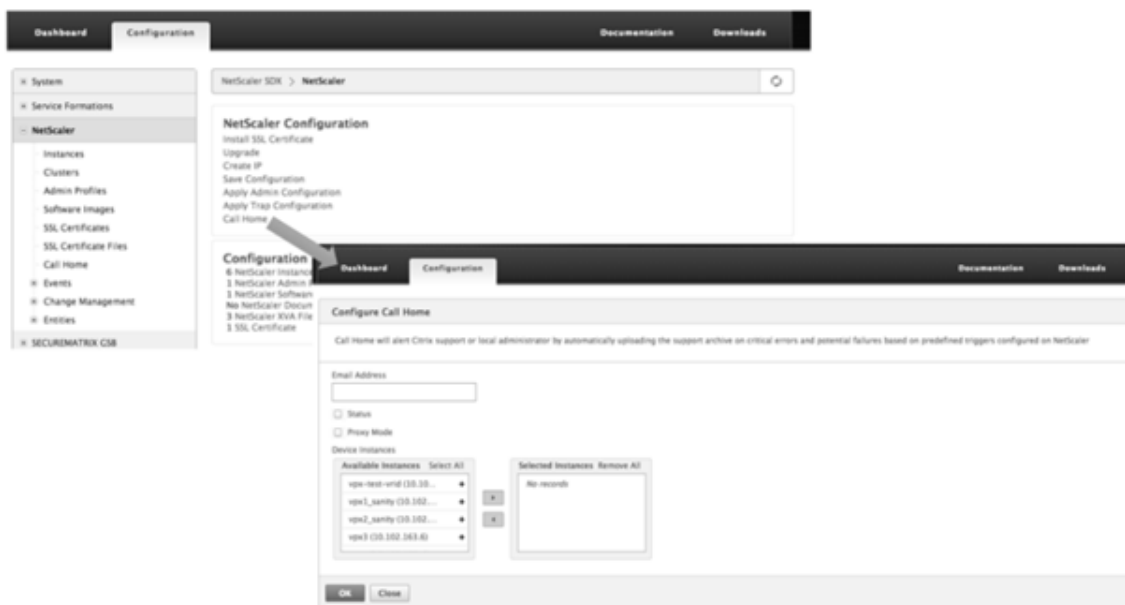 Dashboard Configuration Documentation Downloads
System
Service Formations
NetScaler
Instances
Clusters
Admin Profiles
Software Images
SSL Certificates
SSL Certificate Files
Call Home
Events
Change Management
Entities
SECUREMATRIX GSB
NetScaler SDX > NetScaler
NetScaler Configuration
Install SSL Certificate
Upgrade
Create IP
Save Configuration
Apply Admin Configuration
Apply Trap Configuration
Call Home
Configuration
6 NetScaler Instance
1 NetScaler Admin
1 NetScaler Software
No NetScaler Docum
3 NetScaler XVA File
1 SSL Certificate
Dashboard Configuration Documentation Downloads
Configure Call Home
Call Home will alert Citrix support or local administrator by automatically uploading the support archive on critical errors and potential failures based on predefined triggers configured on NetScaler
Email Address
Status
Proxy Mode
Device Instances
Available Instances Select All
vpx-test-vrid (10.10...
vpx1_sanity (10.102....
vpx2_sanity (10.102....
vpx3 (10.102.163.6)
Selected Instances Remove All
No records
OK Close